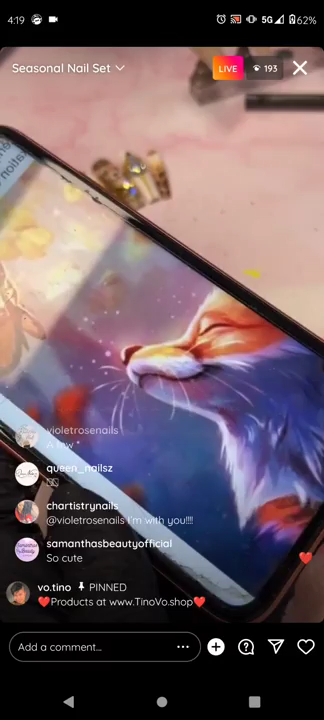 4:19
5G
62%
Seasonal Nail Set
LIVE
193
violetrosenails
A few *
queen_nailsz
chartistrynails
@violetrosenails I'm with you!!!!
samanthasbeautyofficial
So cute
vo.tino PINNED
❤️Products at www.TinoVo.shop❤️
Add a comment...